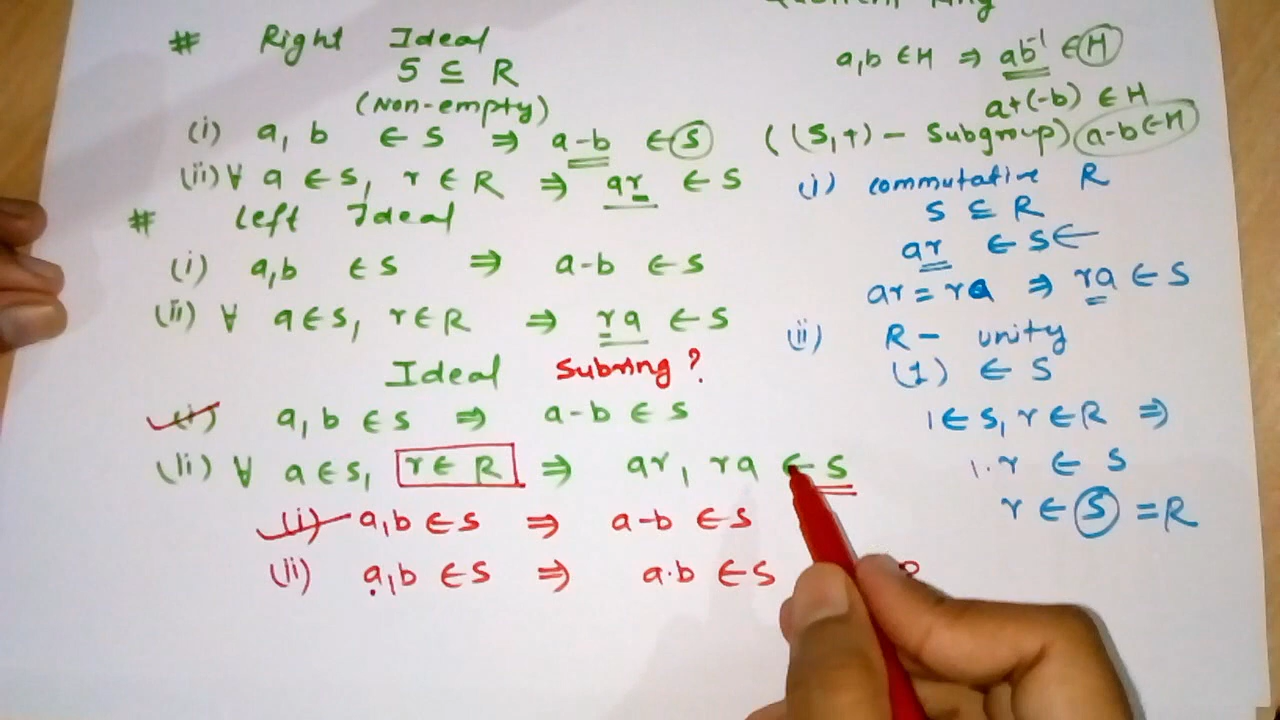 Ring
# Right Ideal
S ⊆ R
(Non-empty)
(i) a, b ∈ S ⇒ a-b ∈ S
(ii) ∀ a ∈ S, r ∈ R ⇒ ar ∈ S
# Left Ideal
(i) a,b ∈ S ⇒ a-b ∈ S
(ii) ∀ a∈S, r∈R ⇒ ra ∈ S
Ideal Subring ?
(i) a, b ∈ S ⇒ a-b ∈ S
(ii) ∀ a∈S, r∈R ⇒ ar, ra ∈ S
(i) a,b ∈ S ⇒ a-b ∈ S
(ii) a,b ∈ S ⇒ a.b ∈ S
a,b ∈ H ⇒ ab⁻¹ ∈ H
a+(-b) ∈ H
((S,+) - Subgroup) a-b ∈ H
(i) commutative R
S ⊆ R
ar ∈ S ←
ar = ra ⇒ ra ∈ S
(ii) R - unity
(1) ∈ S
1 ∈ S, r ∈ R ⇒
1.r ∈ S
r ∈ S = R